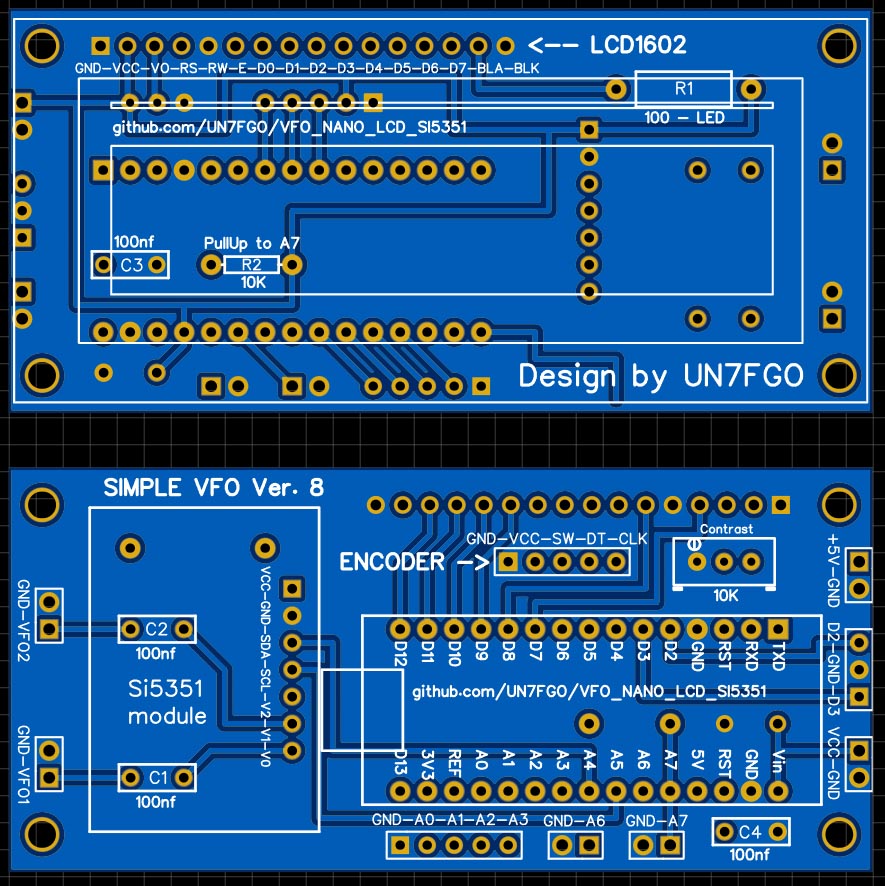 <-- LCD1602
GND-VCC-VO-RS-RW-E-D0-D1-D2-D3-D4-D5-D6-D7-BLA-BLK
R1
100 - LED
github.com/UN7FGO/VFO_NANO_LCD_SI5351
100nf
C3
PullUp to A7
R2
10K
Design by UN7FGO
SIMPLE VFO Ver. 8
GND-VCC-SW-DT-CLK
ENCODER ->
Contrast
10K
+5V-GND
GND-VFO2
C2
100nf
VCC-GND-SDA-SCL-V2-V1-V0
Si5351
module
D12 D11 D10 D9 D8 D7 D6 D5 D4 D3 D2 GND RST RXD TXD
D2-GND-D3
github.com/UN7FGO/VFO_NANO_LCD_SI5351
GND-VFO1
C1
100nf
D13 3V3 REF A0 A1 A2 A3 A4 A5 A6 A7 5V RST GND Vin
VCC-GND
GND-A0-A1-A2-A3
GND-A6
GND-A7
C4
100nf